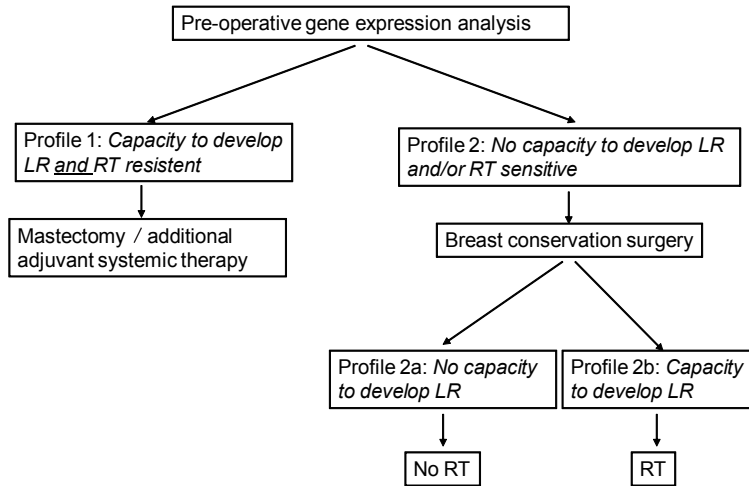 Pre-operative gene expression analysis
Profile 1: Capacity to develop
LR and RT resistent
Profile 2: No capacity to develop LR
and/or RT sensitive
Mastectomy / additional
adjuvant systemic therapy
Breast conservation surgery
Profile 2a: No capacity
to develop LR
Profile 2b: Capacity
to develop LR
No RT
RT